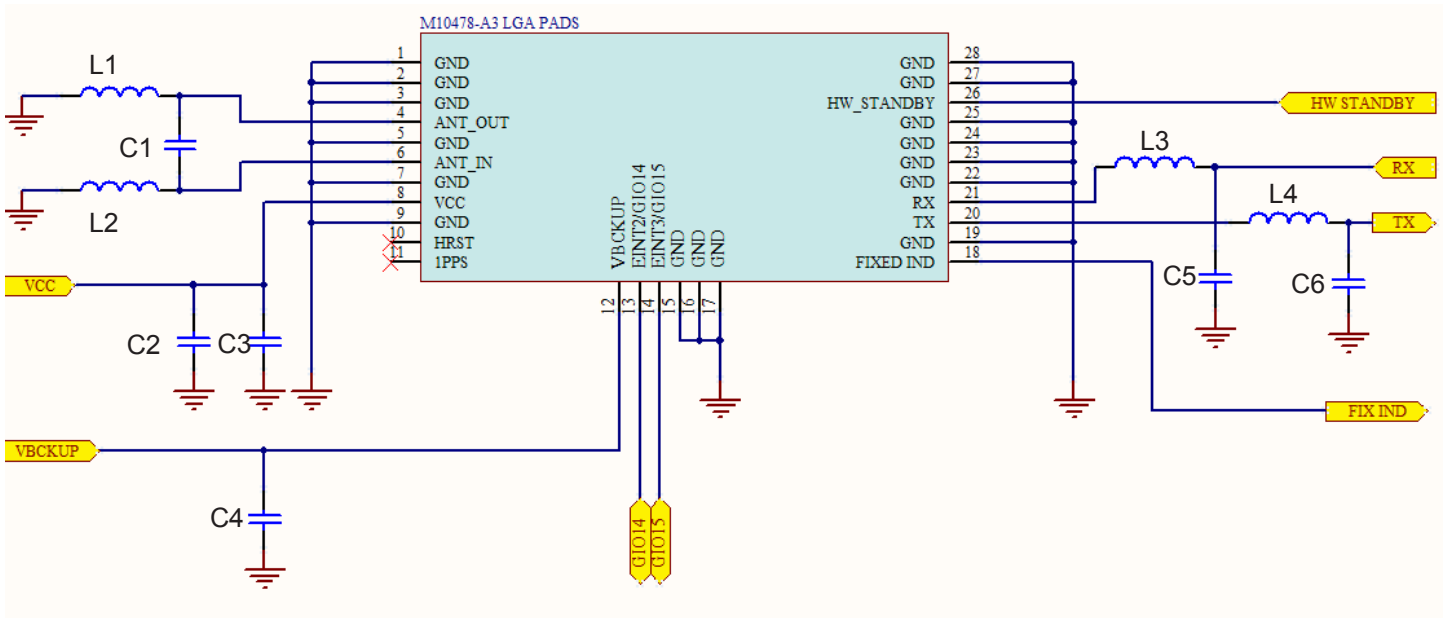 M10478-A3 LGA PADS
L1
C1
L2
1 GND
2 GND
3 GND
4 ANT_OUT
5 GND
6 ANT_IN
7 GND
8 VCC
9 GND
10 HRST
11 1PPS
28 GND
27 GND
26 HW_STANDBY
25 GND
24 GND
23 GND
22 GND
21 RX
20 TX
19 GND
18 FIXED IND
12 VBCKUP
13 EINT2/GIO14
14 EINT3/GIO15
15 GND
16 GND
17 GND
HW STANDBY
L3
RX
L4
TX
C5
C6
VCC
C2
C3
FIX IND
VBCKUP
C4
GIO14
GIO15